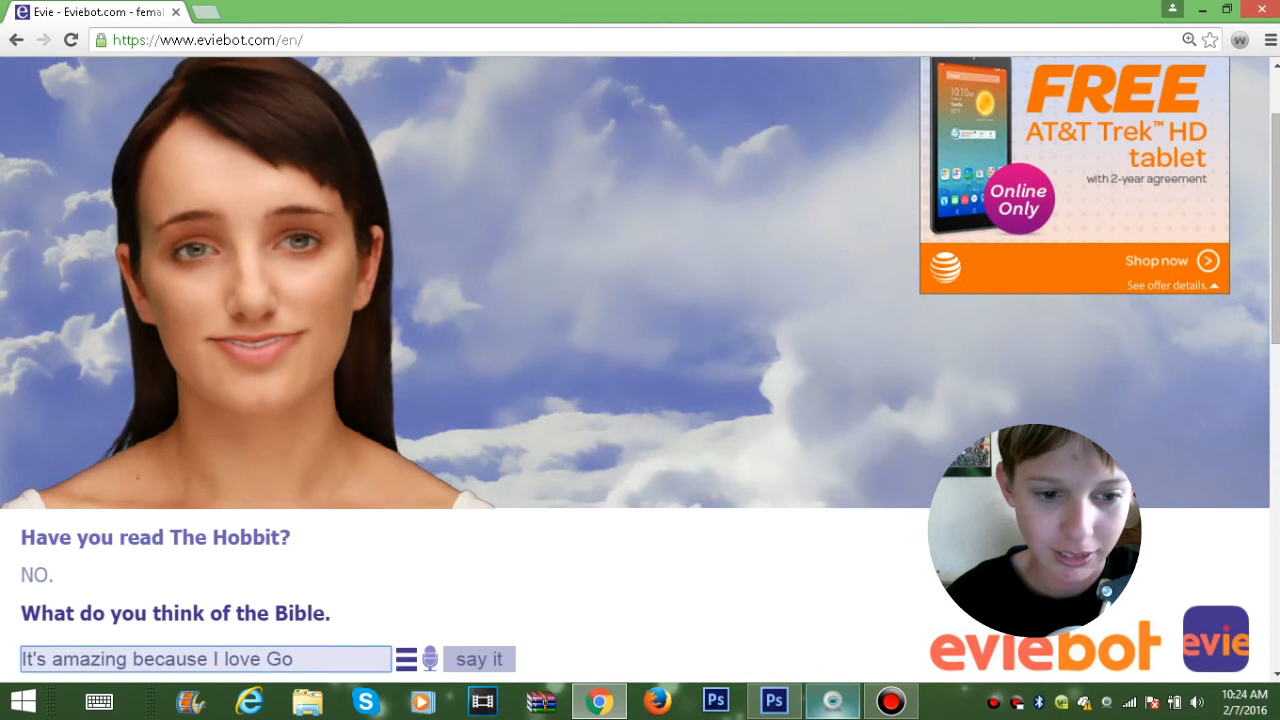 Evie - Eviebot.com - femal
https://www.eviebot.com/en/
FREE
AT&T Trek™ HD
tablet
with 2-year agreement
Online
Only
Shop now
See offer details.
Have you read The Hobbit?
NO.
What do you think of the Bible.
It's amazing because I love Go
say it
eviebot
evie
10:24 AM
2/7/2016